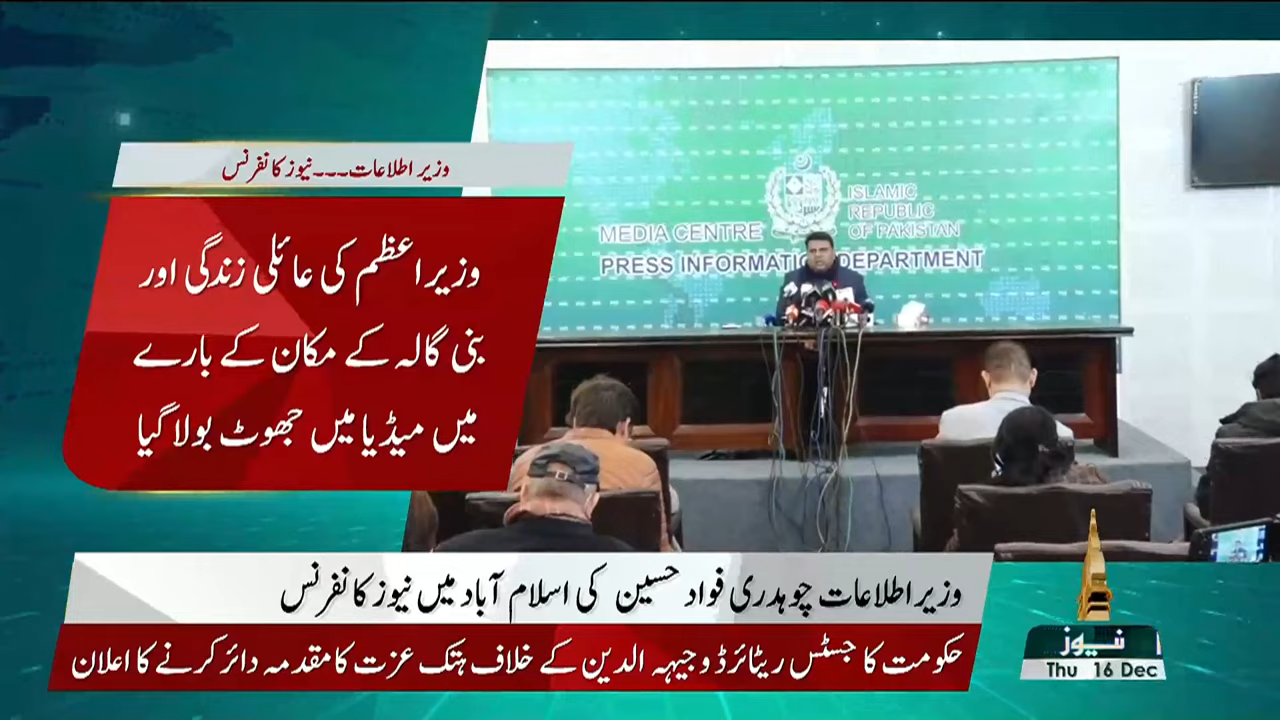 وزیر اطلاعات۔۔۔نیوز کانفرنس
وزیراعظم کی عائلی زندگی اور
بنی گالہ کے مکان کے بارے
میں میڈیا میں جھوٹ بولا گیا
MEDIA CENTRE
ISLAMIC
REPUBLIC
OF PAKISTAN
PRESS INFORMATION DEPARTMENT
وزیر اطلاعات چوہدری فواد حسین کی اسلام آباد میں نیوز کانفرنس
حکومت کا جسٹس ریٹائرڈ وجیہہ الدین کے خلاف ہتک عزت کا مقدمہ دائر کرنے کا اعلان
نیوز
Thu 16 Dec